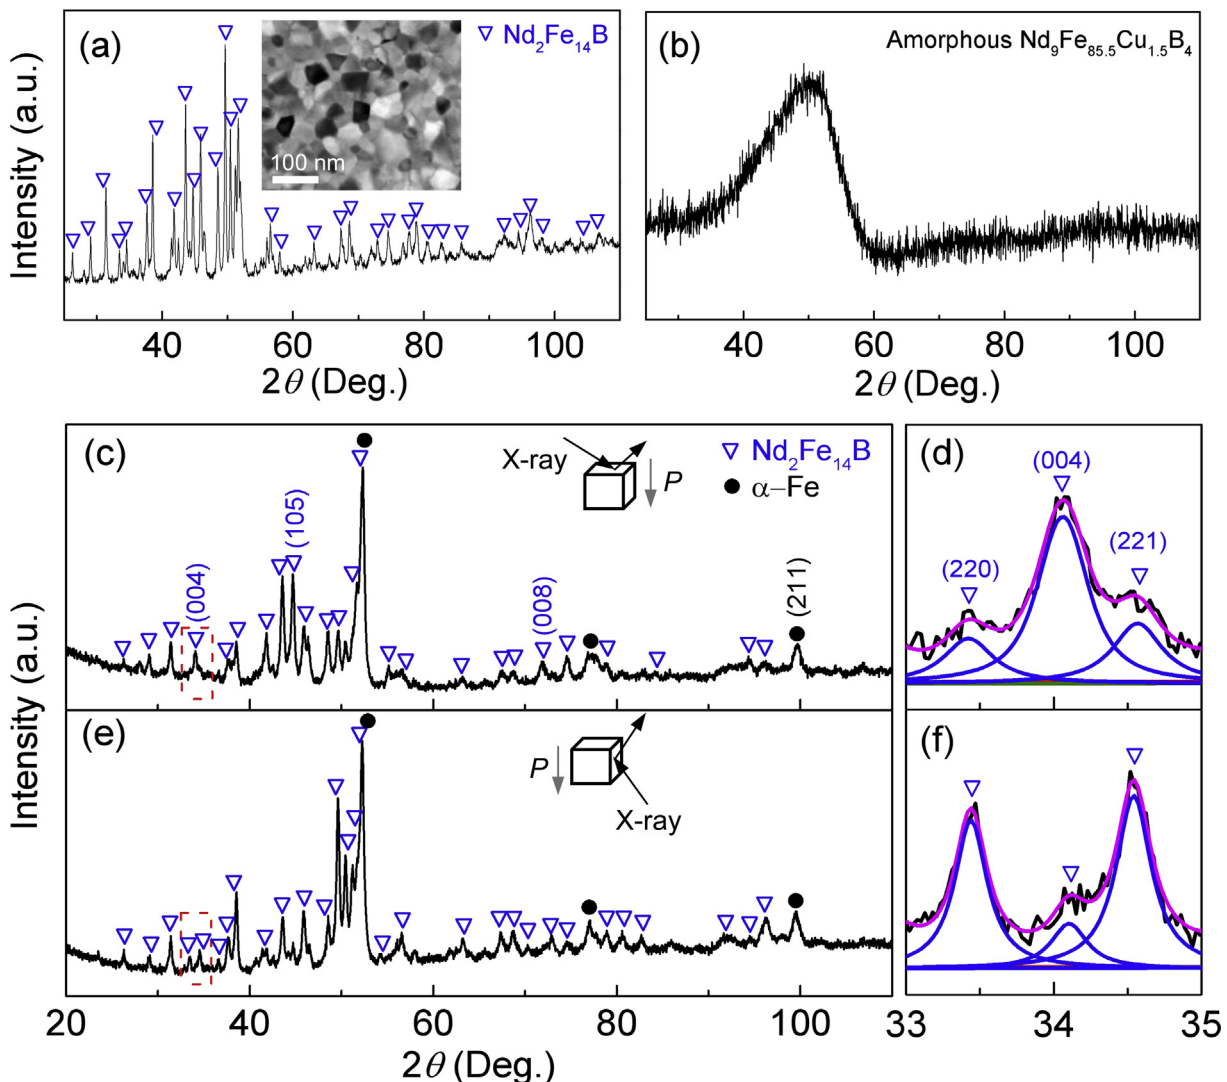 (a)
▽ Nd₂Fe₁₄B
100 nm
Intensity (a.u.)
40 60 80 100
2θ (Deg.)
(b)
Amorphous Nd₉Fe₈₅.₅Cu₁.₅B₄
40 60 80 100
2θ (Deg.)
(c)
X-ray
P
▽ Nd₂Fe₁₄B
● α–Fe
(004)
(105)
(008)
(211)
Intensity (a.u.)
(d)
(004)
(220)
(221)
(e)
P
X-ray
20 40 60 80 100
2θ (Deg.)
(f)
33 34 35